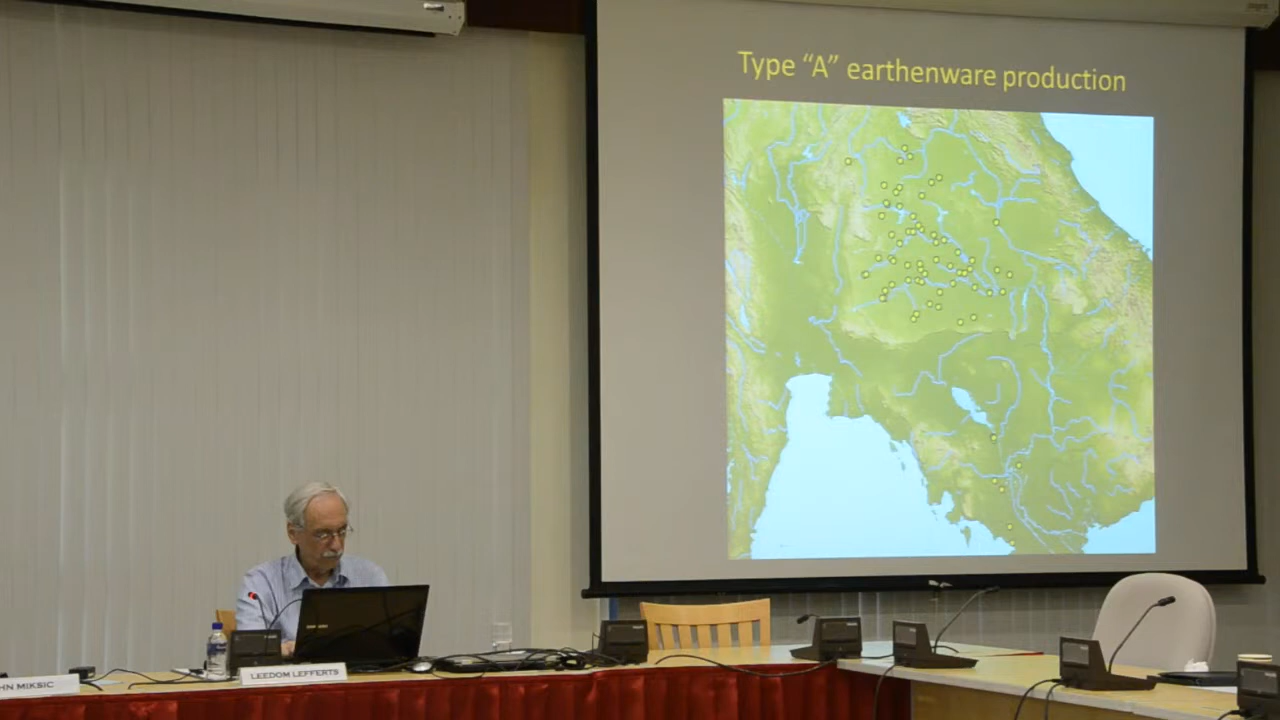 Type “A” earthenware production
LEEDOM LEFFERTS
HN MIKSIC